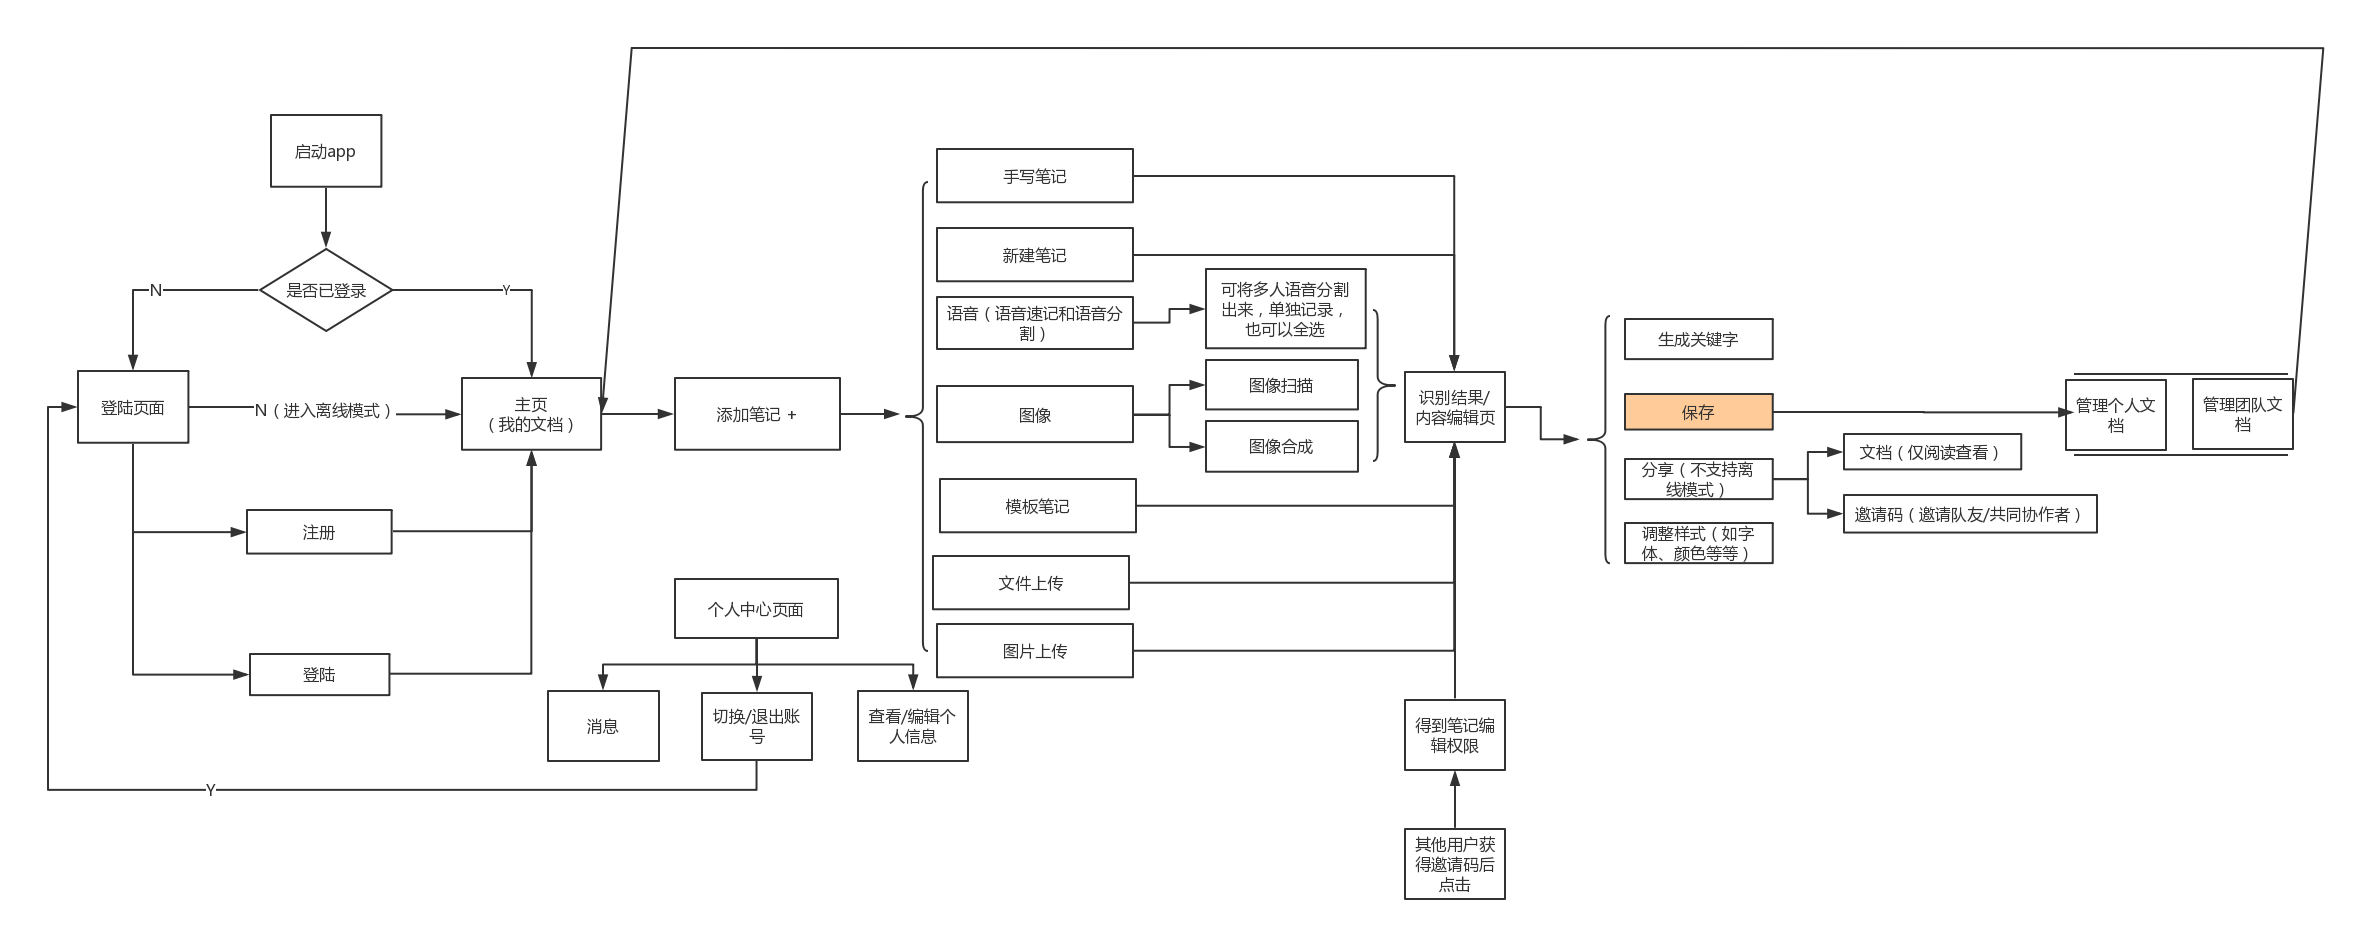 启动app
是否已登录
N
Y
登陆页面
N（进入离线模式）
主页
（我的文档）
注册
登陆
添加笔记 +
手写笔记
新建笔记
语音（语音速记和语音分
割）
可将多人语音分割
出来，单独记录，
也可以全选
图像
图像扫描
图像合成
模板笔记
文件上传
图片上传
识别结果/
内容编辑页
生成关键字
保存
分享（不支持离
线模式）
调整样式（如字
体、颜色等等）
文档（仅阅读查看）
邀请码（邀请队友/共同协作者）
管理个人文
档
管理团队文
档
个人中心页面
消息
切换/退出账
号
查看/编辑个
人信息
Y
得到笔记编
辑权限
其他用户获
得邀请码后
点击